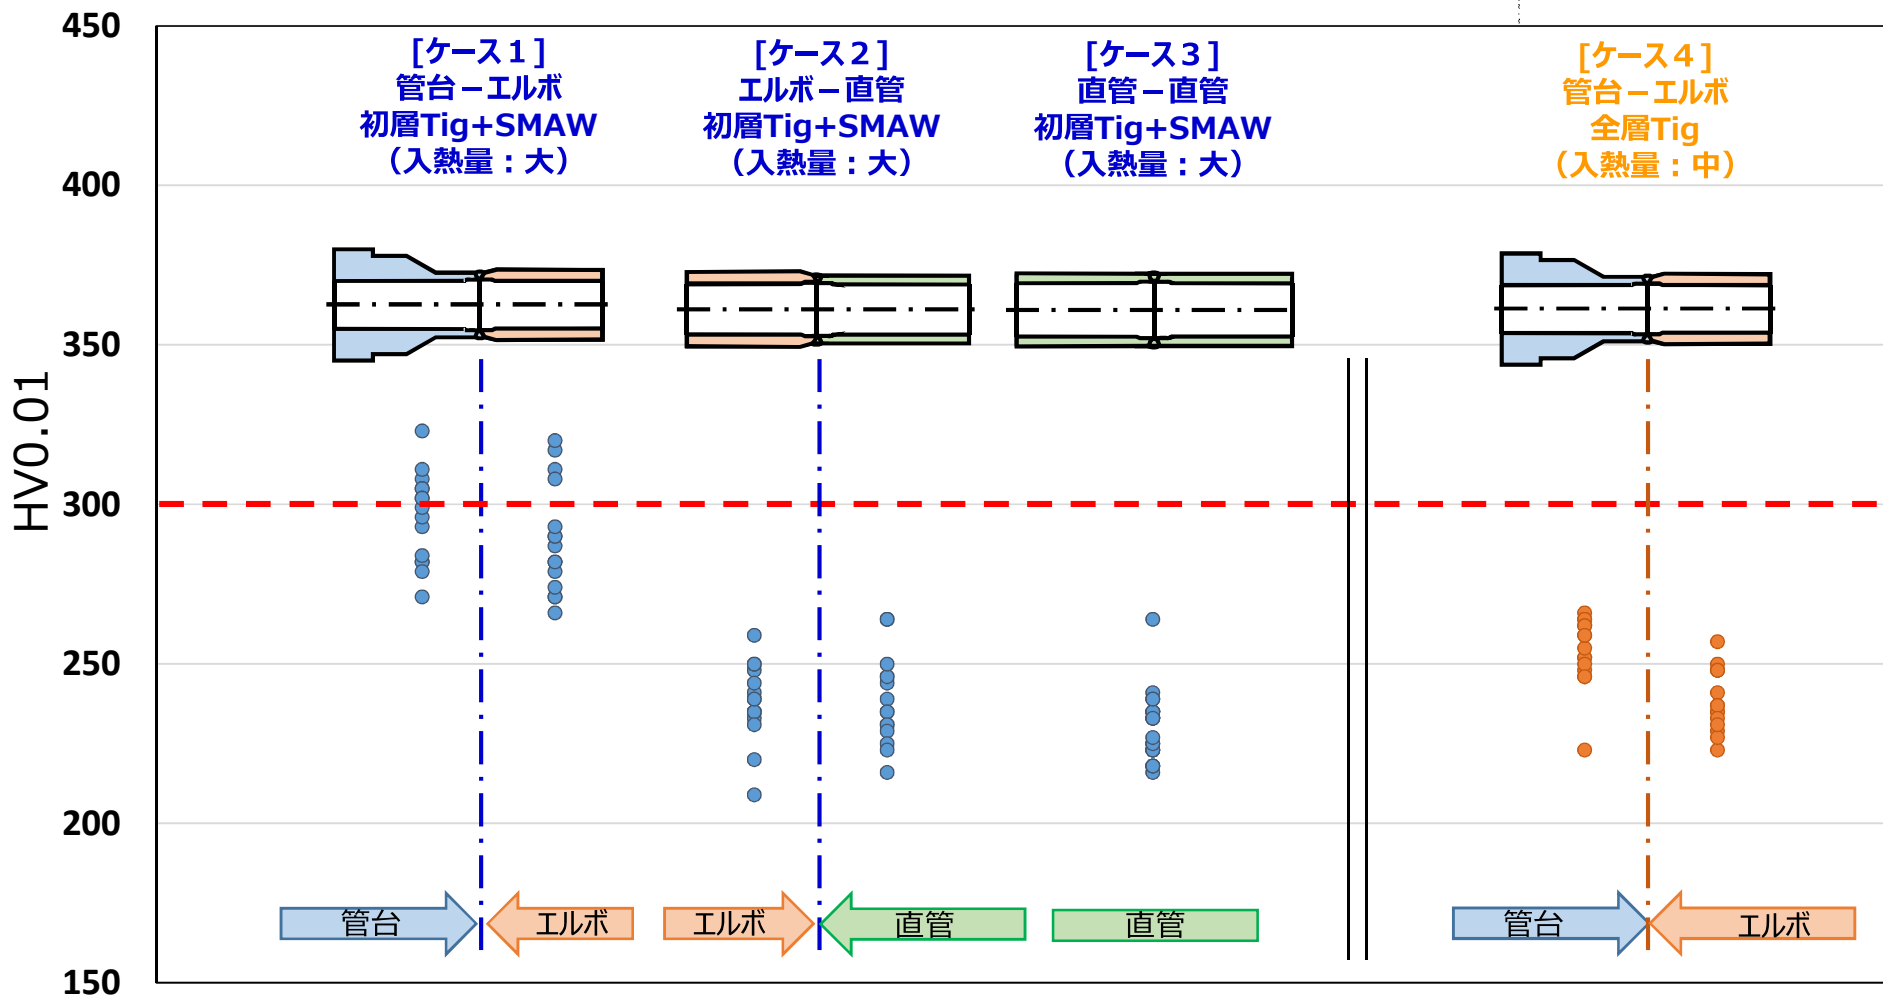 [ケース１]
管台－エルボ
初層Tig+SMAW
（入熱量：大）
[ケース２]
エルボ－直管
初層Tig+SMAW
（入熱量：大）
[ケース３]
直管－直管
初層Tig+SMAW
（入熱量：大）
[ケース４]
管台－エルボ
全層Tig
（入熱量：中）
HV0.01
450
400
350
300
250
200
150
管台
エルボ
エルボ
直管
直管
管台
エルボ